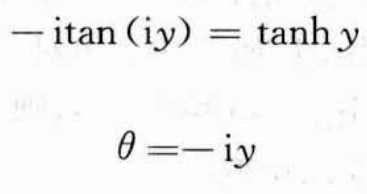 − itan (iy) = tanh y
θ = − iy